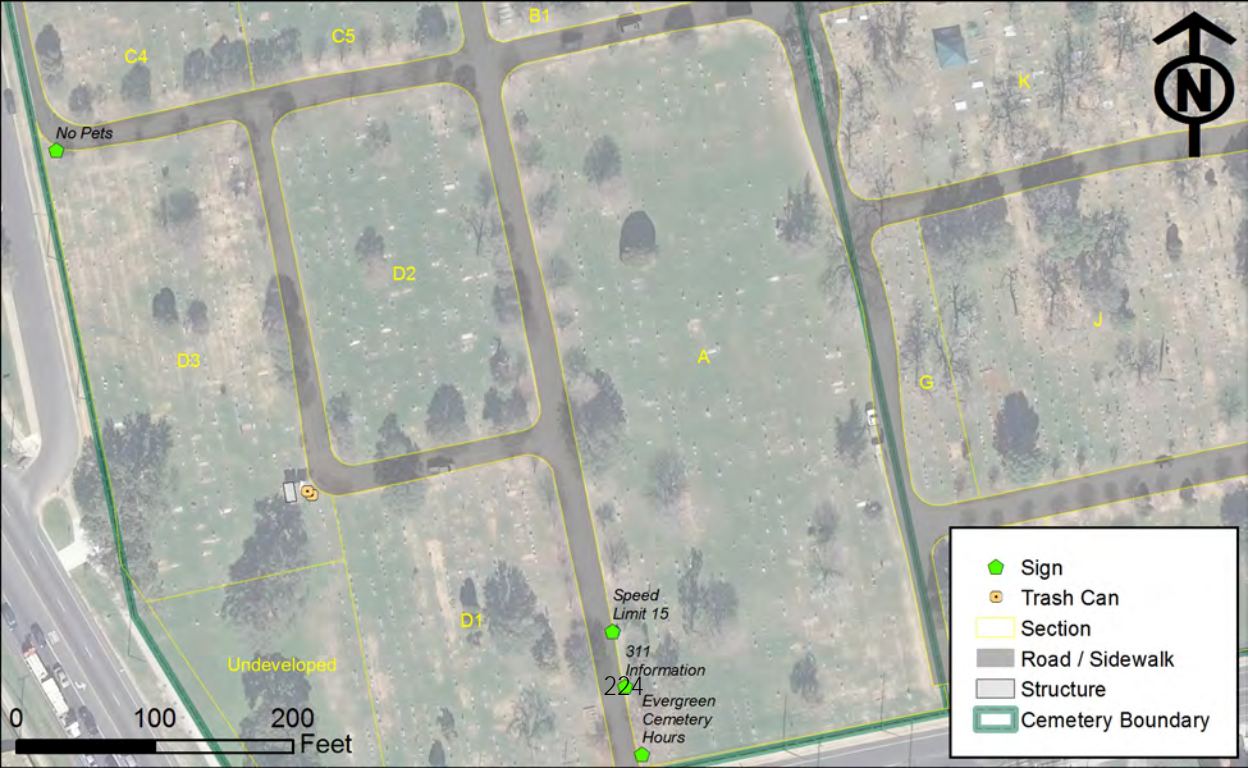 B1
C5
C4
K
N
No Pets
D2
J
A
D3
G
Speed
Limit 15
D1
311
Information
Undeveloped
224
Evergreen
Cemetery
Hours
0 100 200
Feet
Sign
Trash Can
Section
Road / Sidewalk
Structure
Cemetery Boundary